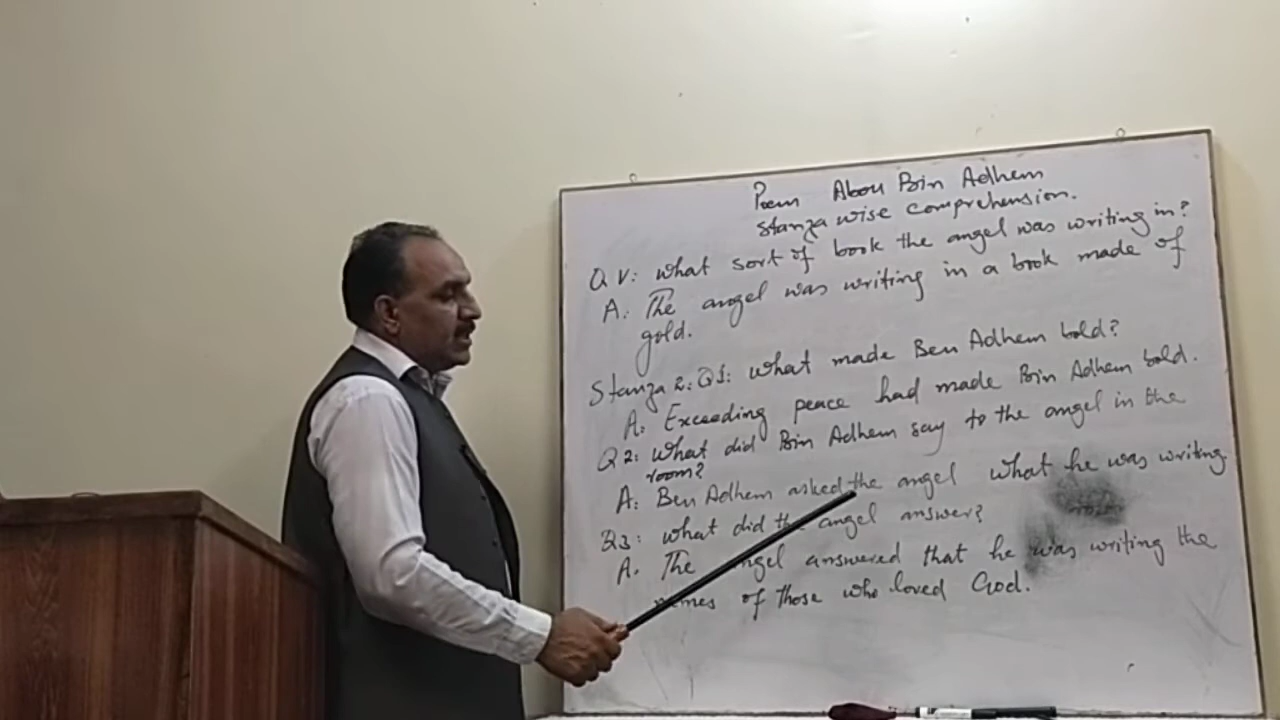 Poem Abou Bin Adhem
Stanza wise comprehension.
Q V: what sort of book the angel was writing in?
A: The angel was writing in a book made of
gold.
Stanza 2: Q1: what made Ben Adhem bold?
A: Exceeding peace had made Bin Adhem bold.
Q2: What did Bin Adhem say to the angel in the
room?
A: Ben Adhem asked the angel what he was writing.
Q3: what did the angel answer?
A. The angel answered that he was writing the
names of those who loved God.